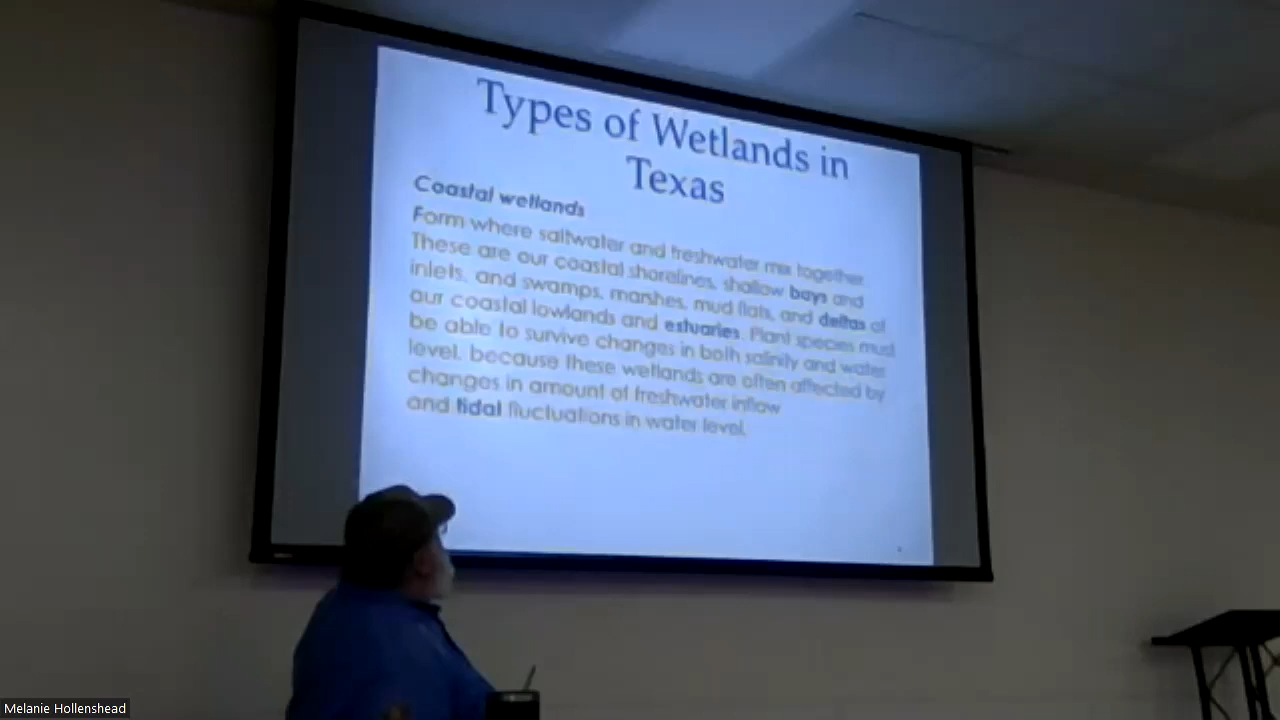 Types of Wetlands in
Texas
Coastal wetlands
Form where saltwater and freshwater mix together.
These are our coastal shorelines, shallow bays and
inlets, and swamps, marshes, mud flats, and deltas of
our coastal lowlands and estuaries. Plant species must
be able to survive changes in both salinity and water
level, because these wetlands are often affected by
changes in amount of freshwater inflow
and tidal fluctuations in water level.
Melanie Hollenshead